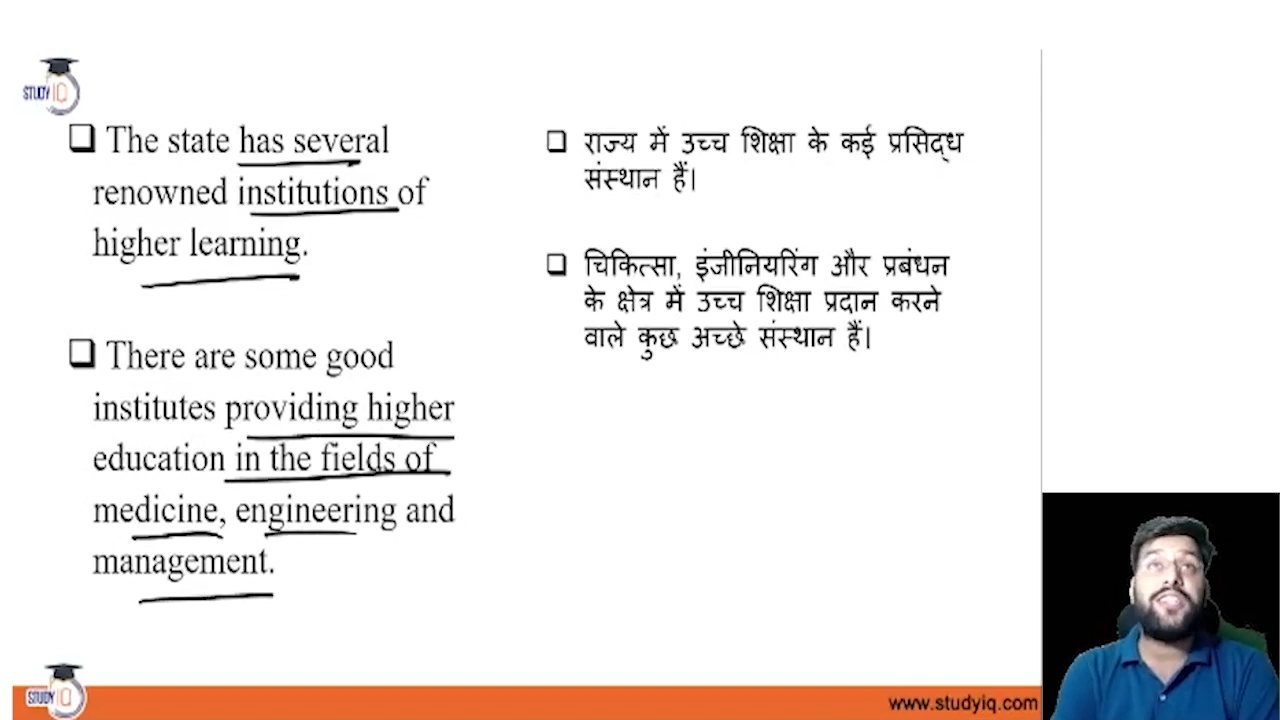 STUDY IQ
❑ The state has several
renowned institutions of
higher learning.
❑ There are some good
institutes providing higher
education in the fields of
medicine, engineering and
management.
❑ राज्य में उच्च शिक्षा के कई प्रसिद्ध
संस्थान हैं।
❑ चिकित्सा, इंजीनियरिंग और प्रबंधन
के क्षेत्र में उच्च शिक्षा प्रदान करने
वाले कुछ अच्छे संस्थान हैं।
STUDY IQ
www.studyiq.com